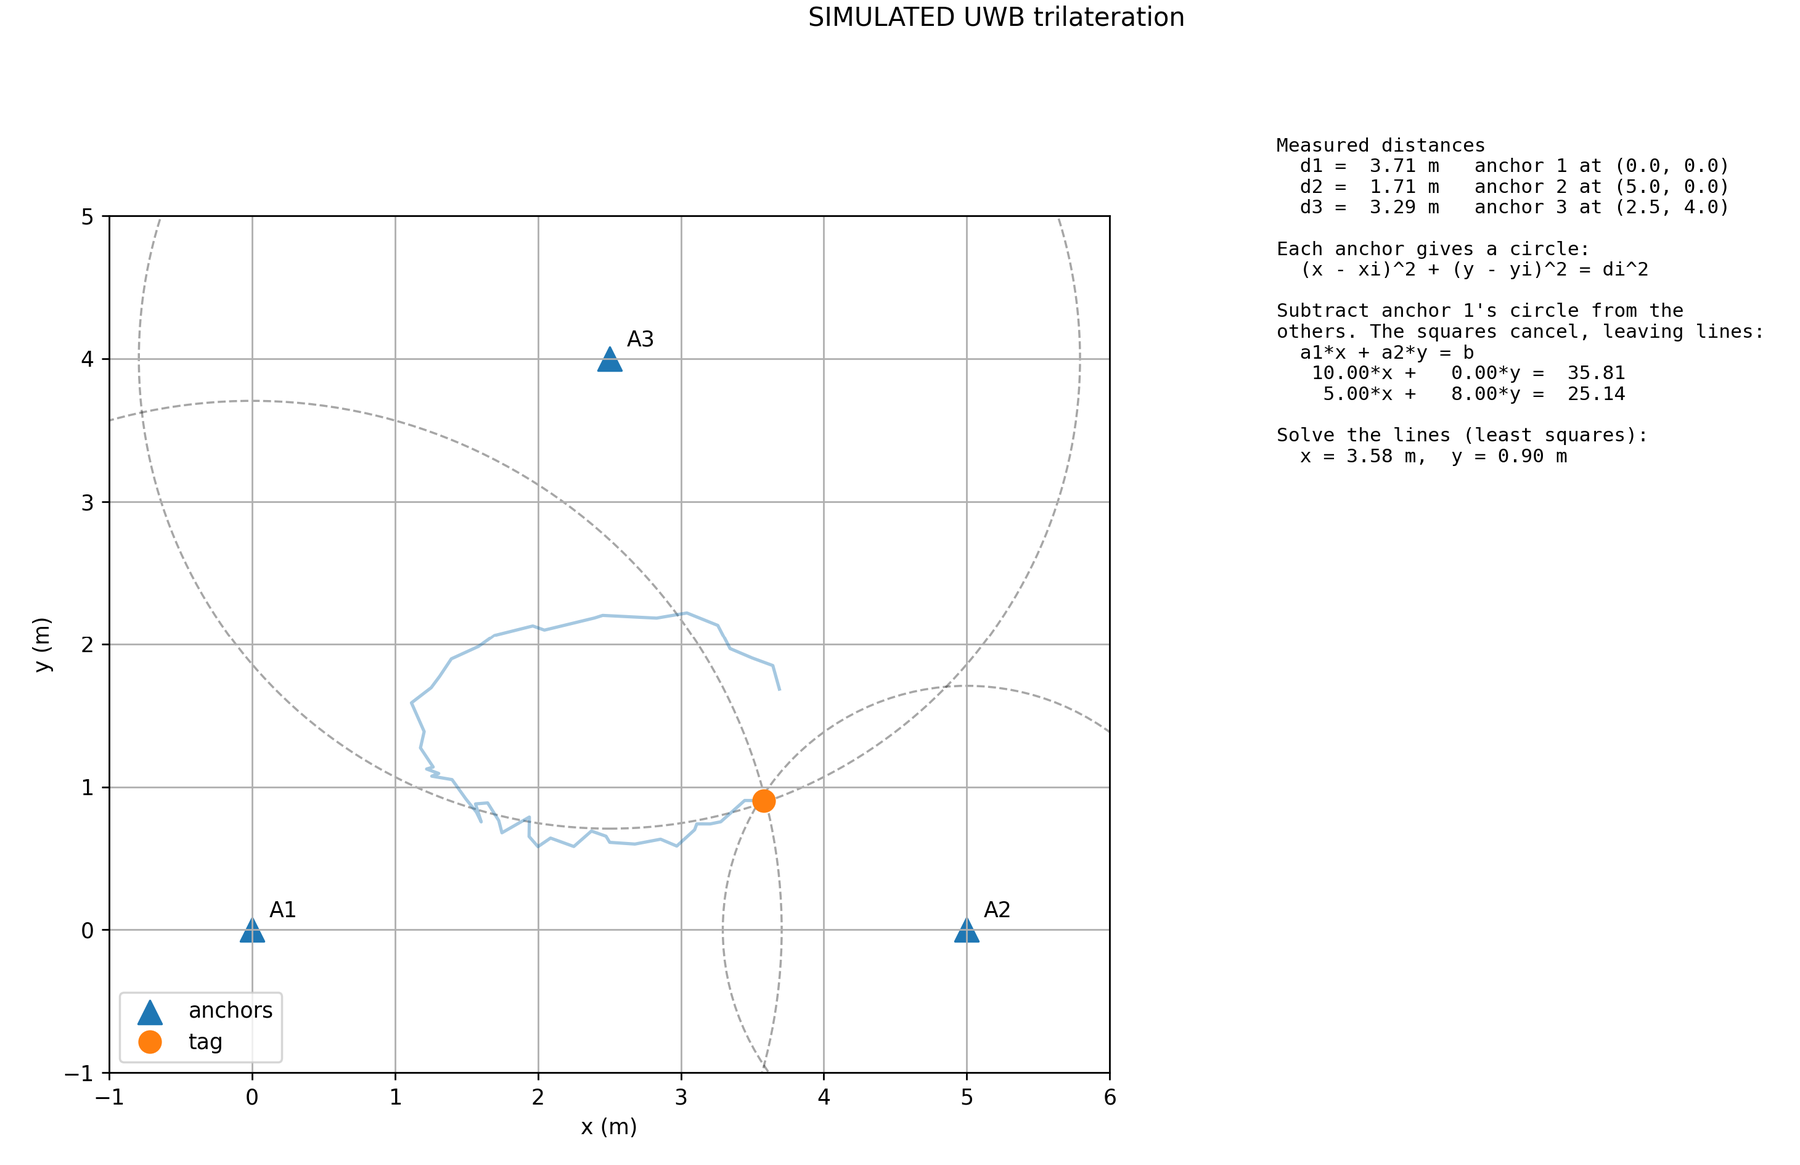 SIMULATED UWB trilateration
Measured distances
d1 =  3.71 m   anchor 1 at (0.0, 0.0)
d2 =  1.71 m   anchor 2 at (5.0, 0.0)
d3 =  3.29 m   anchor 3 at (2.5, 4.0)
Each anchor gives a circle:
(x - xi)^2 + (y - yi)^2 = di^2
Subtract anchor 1's circle from the
others. The squares cancel, leaving lines:
a1*x + a2*y = b
10.00*x +   0.00*y =  35.81
5.00*x +   8.00*y =  25.14
Solve the lines (least squares):
x = 3.58 m,  y = 0.90 m
5
4
3
2
1
0
−1
y (m)
A3
A1
A2
anchors
tag
−1 0 1 2 3 4 5 6
x (m)